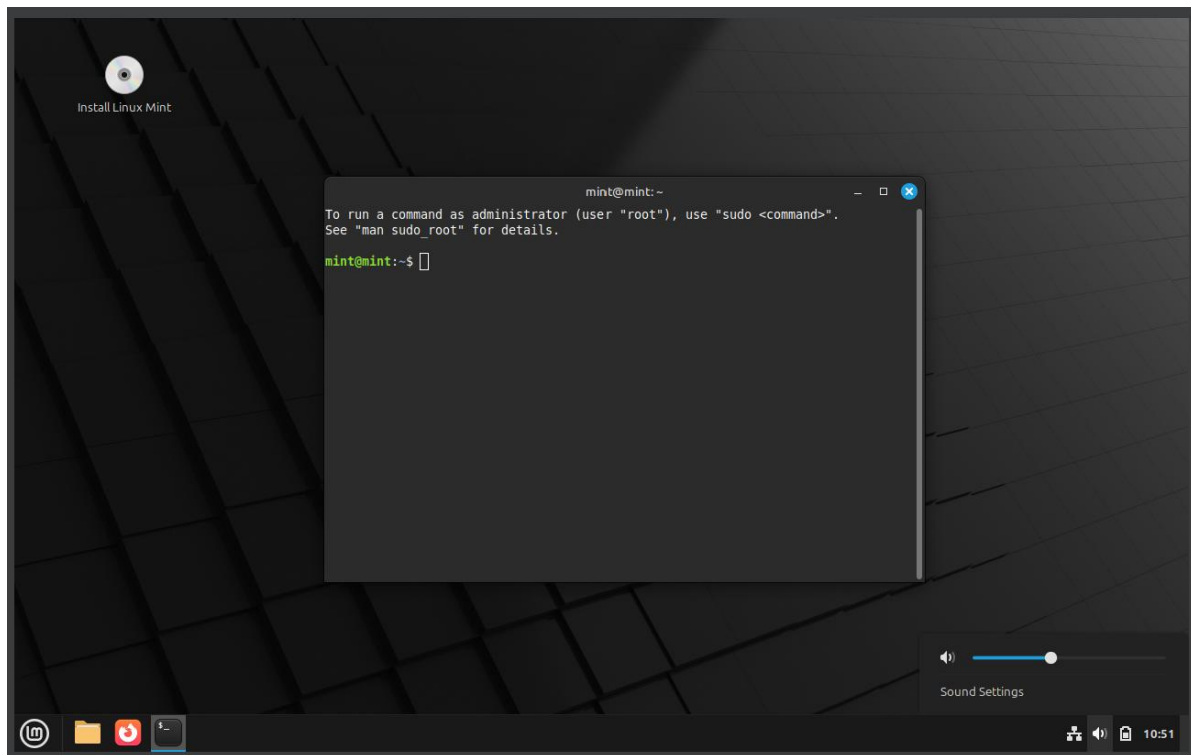 Install Linux Mint
mint@mint: ~
To run a command as administrator (user "root"), use "sudo <command>".
See "man sudo_root" for details.
mint@mint:~$
Sound Settings
$_
10:51